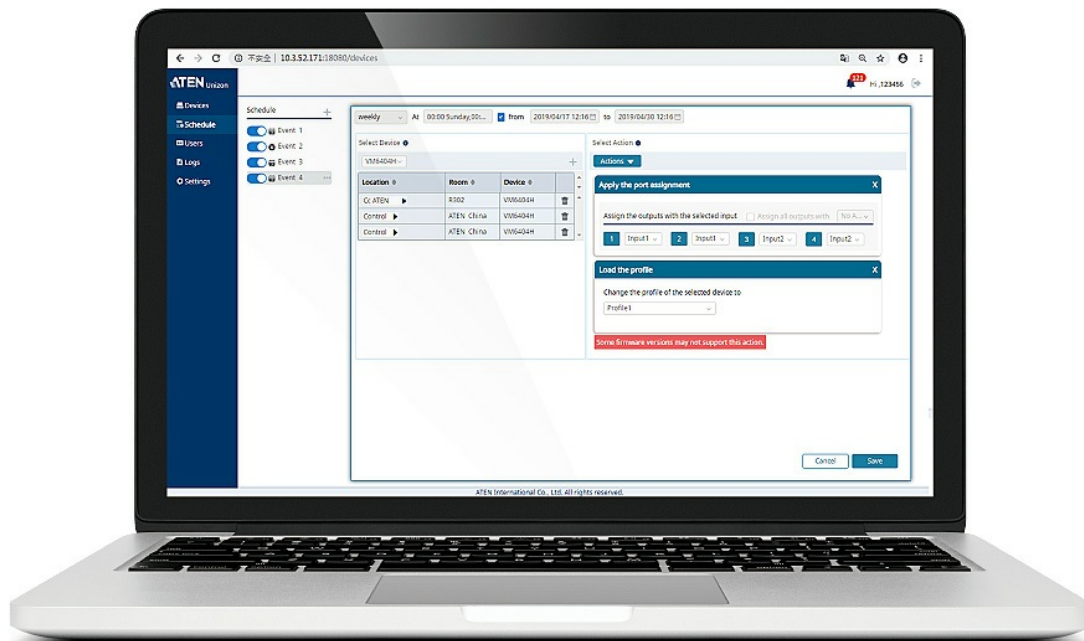 不安全 | 10.3.52.171:18080/devices
ATEN Unizon
121
Hi ,123456
Devices
Schedule
Users
Logs
Settings
Schedule +
Event 1
Event 2
Event 3
Event 4 ...
weekly At 00:00 Sunday,00:... from 2019/04/17 12:16 to 2019/04/30 12:16
Select Device
VM6404H +
Location Room Device
Cc ATEN R302 VM6404H
Control ATEN China VM6404H
Control ATEN China VM6404H
Select Action
Actions
Apply the port assignment X
Assign the outputs with the selected input Assign all outputs with No A...
1 Input1 2 Input1 3 Input2 4 Input2
Load the profile X
Change the profile of the selected device to
Profile1
Some firmware versions may not support this action.
Cancel Save
ATEN International Co., Ltd. All rights reserved.